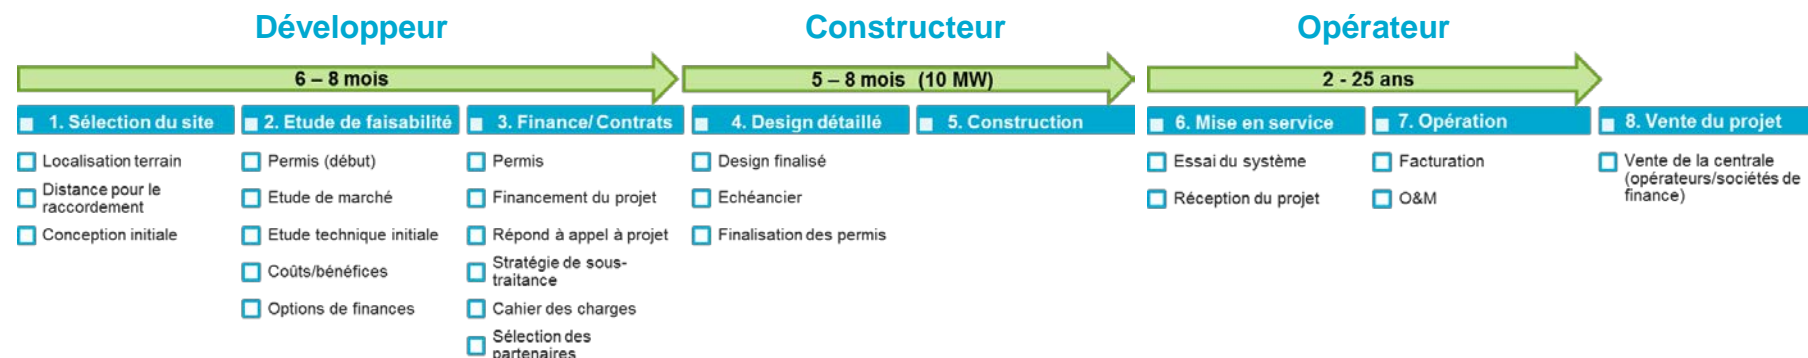 Développeur
Constructeur
Opérateur
6 – 8 mois
5 – 8 mois (10 MW)
2 - 25 ans
1. Sélection du site
2. Etude de faisabilité
3. Finance/ Contrats
4. Design détaillé
5. Construction
6. Mise en service
7. Opération
8. Vente du projet
Localisation terrain
Distance pour le
raccordement
Conception initiale
Permis (début)
Etude de marché
Etude technique initiale
Coûts/bénéfices
Options de finances
Permis
Financement du projet
Répond à appel à projet
Stratégie de sous-
traitance
Cahier des charges
Sélection des
partenaires
Design finalisé
Echéancier
Finalisation des permis
Essai du système
Réception du projet
Facturation
O&M
Vente de la centrale
(opérateurs/sociétés de
finance)